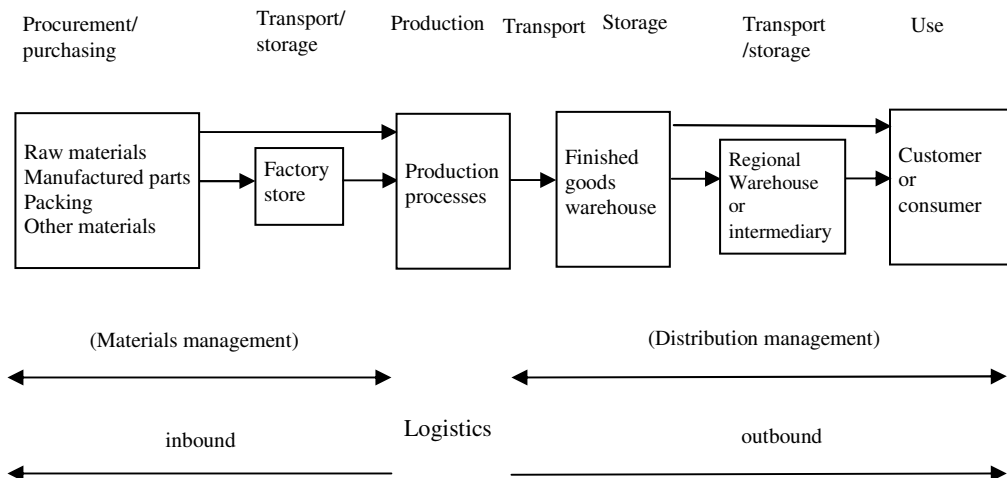 Procurement/
purchasing
Transport/
storage
Production
Transport
Storage
Transport
/storage
Use
Raw materials
Manufactured parts
Packing
Other materials
Factory
store
Production
processes
Finished
goods
warehouse
Regional
Warehouse
or
intermediary
Customer
or
consumer
(Materials management)
(Distribution management)
inbound
Logistics
outbound